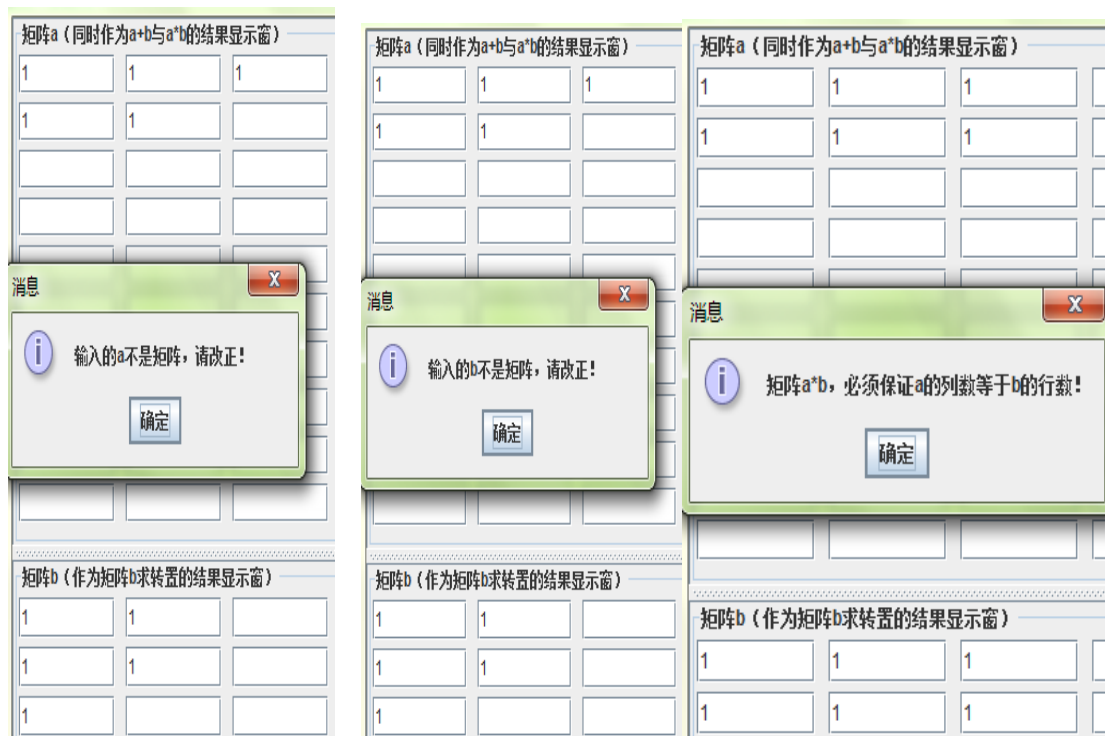 矩阵a（同时作为a+b与a*b的结果显示窗）
1 1 1
1 1
消息
X
输入的a不是矩阵，请改正！
确定
矩阵b（作为矩阵b求转置的结果显示窗）
1 1
1 1
1
矩阵a（同时作为a+b与a*b的结果显示窗）
1 1 1
1 1
消息
X
输入的b不是矩阵，请改正！
确定
矩阵b（作为矩阵b求转置的结果显示窗）
1 1
1 1
1
矩阵a（同时作为a+b与a*b的结果显示窗）
1 1 1
1 1 1
消息
X
矩阵a*b，必须保证a的列数等于b的行数！
确定
矩阵b（作为矩阵b求转置的结果显示窗）
1 1 1
1 1 1